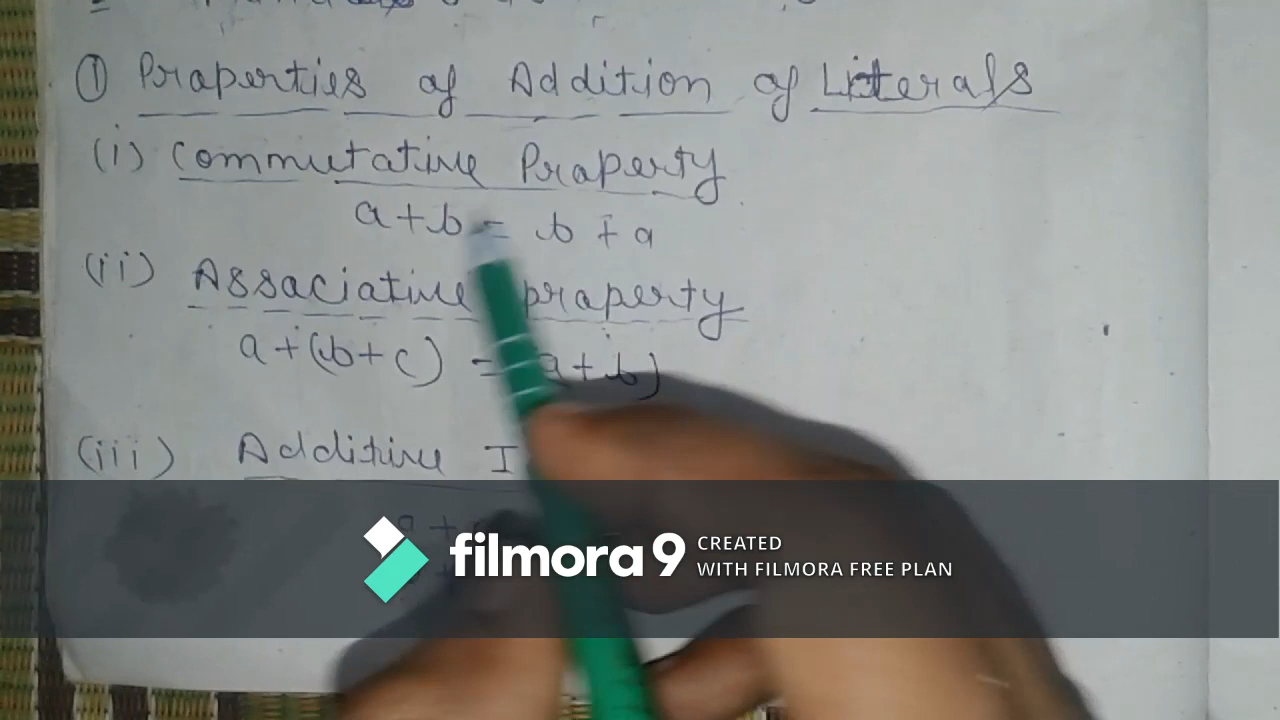 ① Properties of Addition of Literals
(i) Commutative Property
a + b = b + a
(ii) Associative property
a + (b + c) = (a + b)
(iii) Additive I
a +
filmora 9 CREATED
WITH FILMORA FREE PLAN